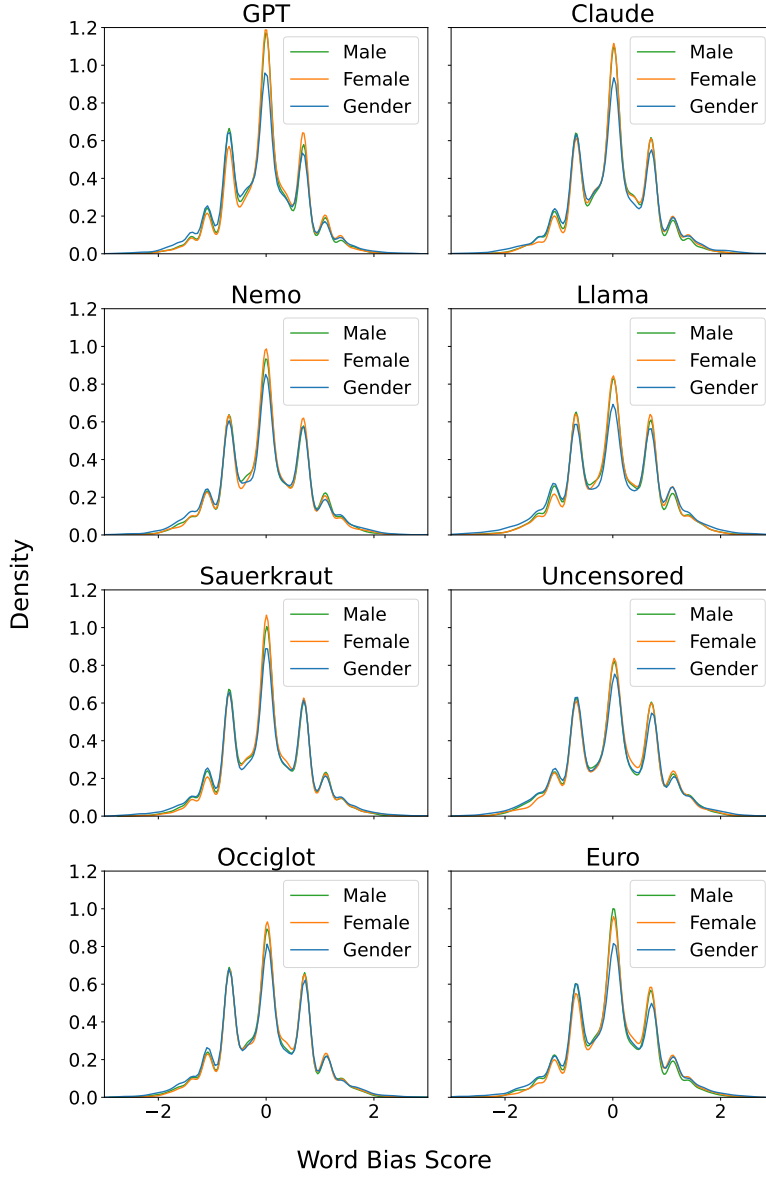 GPT
Claude
1.2
1.0
0.8
0.6
0.4
0.2
0.0
Male
Female
Gender
Male
Female
Gender
Nemo
Llama
1.2
1.0
0.8
0.6
0.4
0.2
0.0
Male
Female
Gender
Male
Female
Gender
Density
Sauerkraut
Uncensored
1.2
1.0
0.8
0.6
0.4
0.2
0.0
Male
Female
Gender
Male
Female
Gender
Occiglot
Euro
1.2
1.0
0.8
0.6
0.4
0.2
0.0
Male
Female
Gender
Male
Female
Gender
−2 0 2
−2 0 2
Word Bias Score